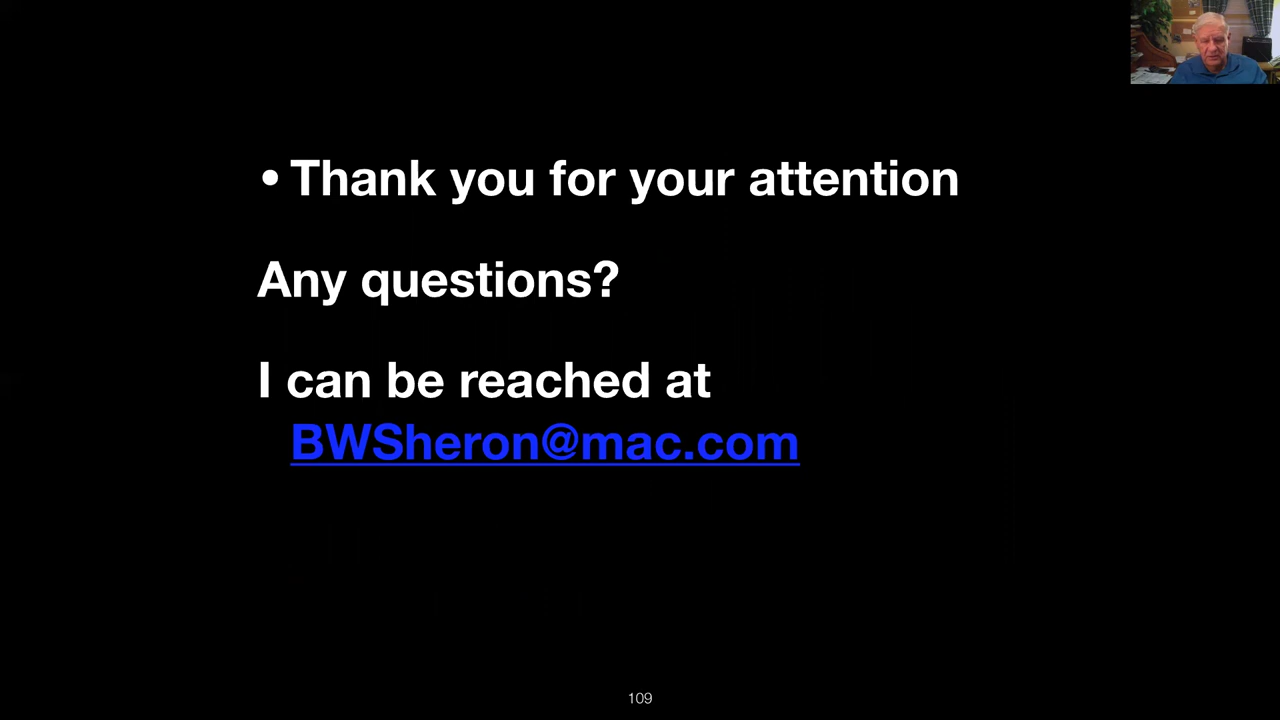 • Thank you for your attention
Any questions?
I can be reached at
BWSheron@mac.com
109